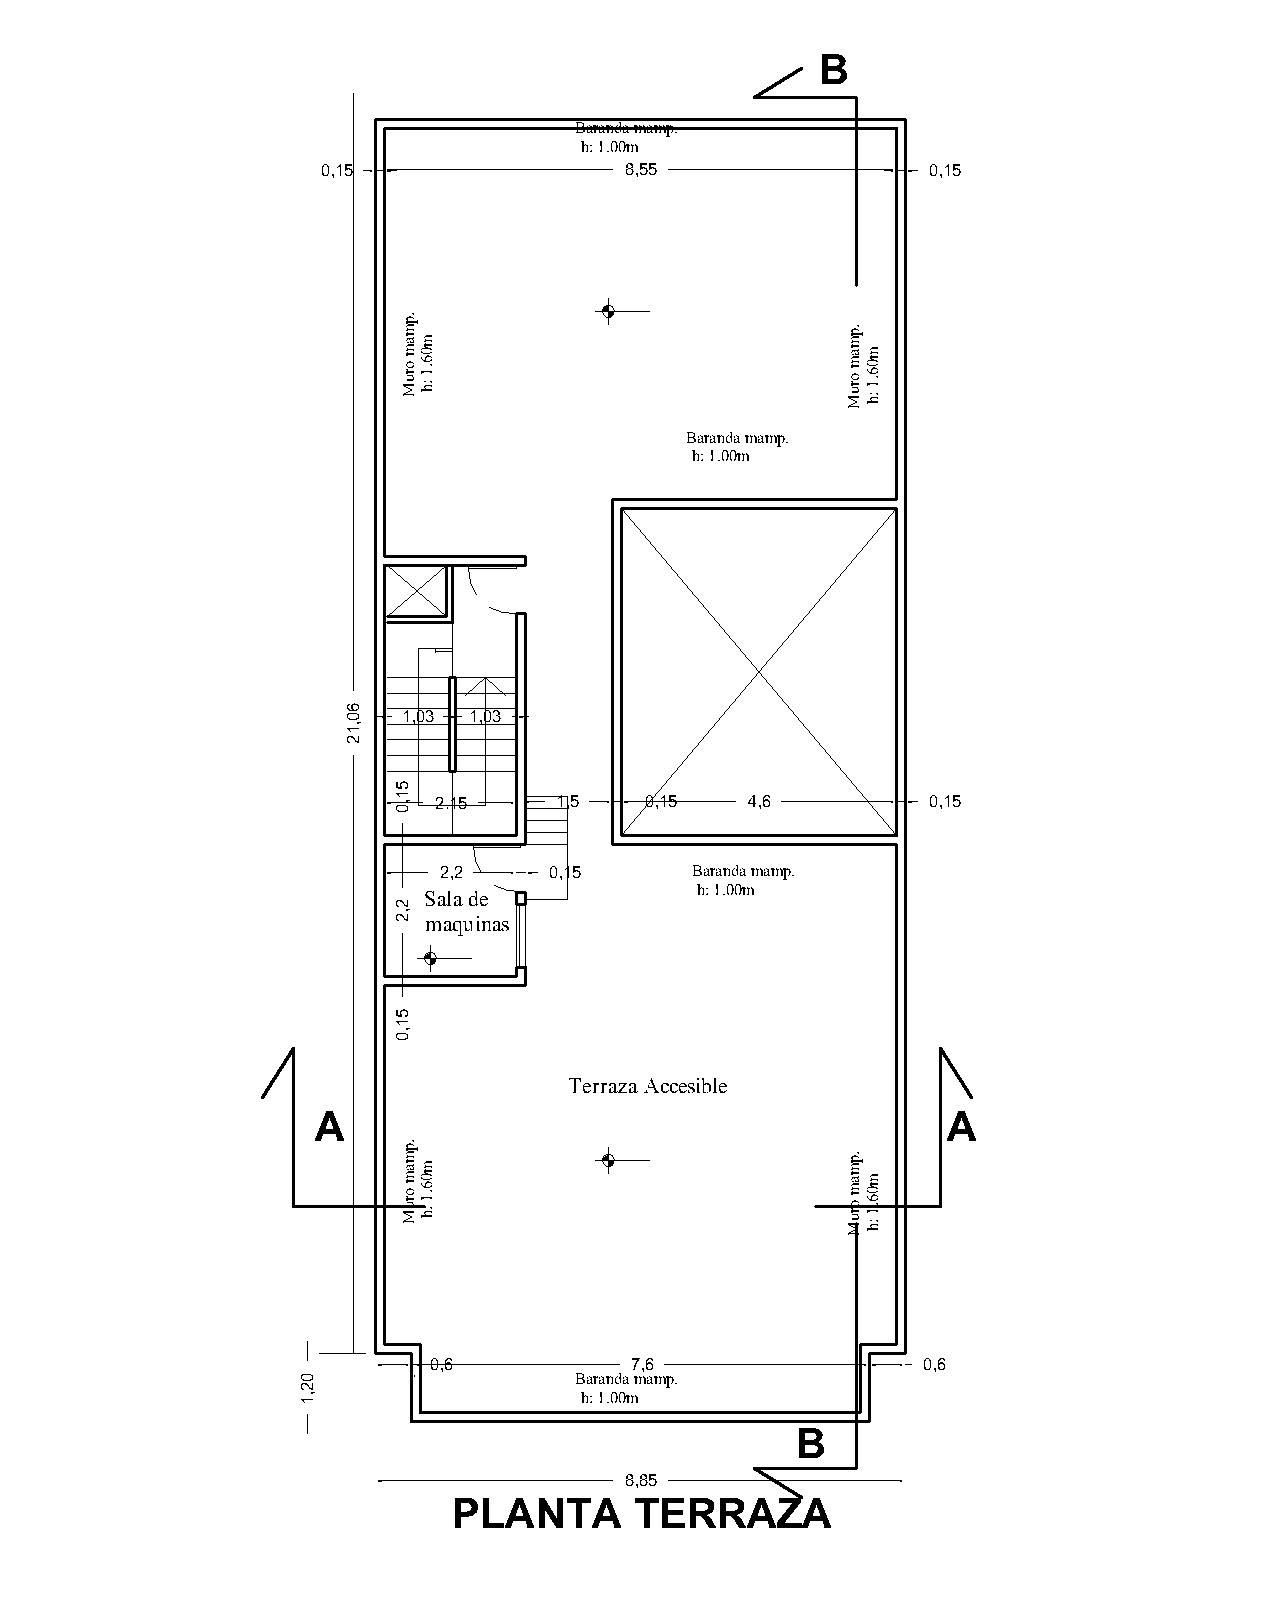 B
Baranda mamp.
h: 1.00m
0,15
8,55
0,15
Muro mamp.
h: 1.60m
Muro mamp.
h: 1.60m
Baranda mamp.
h: 1.00m
21,06
1,03
1,03
0,15
2.15
1,5
0,15
4,6
0,15
2,2
0,15
Baranda mamp.
h: 1.00m
Sala de
maquinas
2,2
0,15
Terraza Accesible
A
A
Muro mamp.
h: 1.60m
Muro mamp.
h: 1.60m
0,6
7,6
0,6
1,20
Baranda mamp.
h: 1.00m
B
8,85
PLANTA TERRAZA